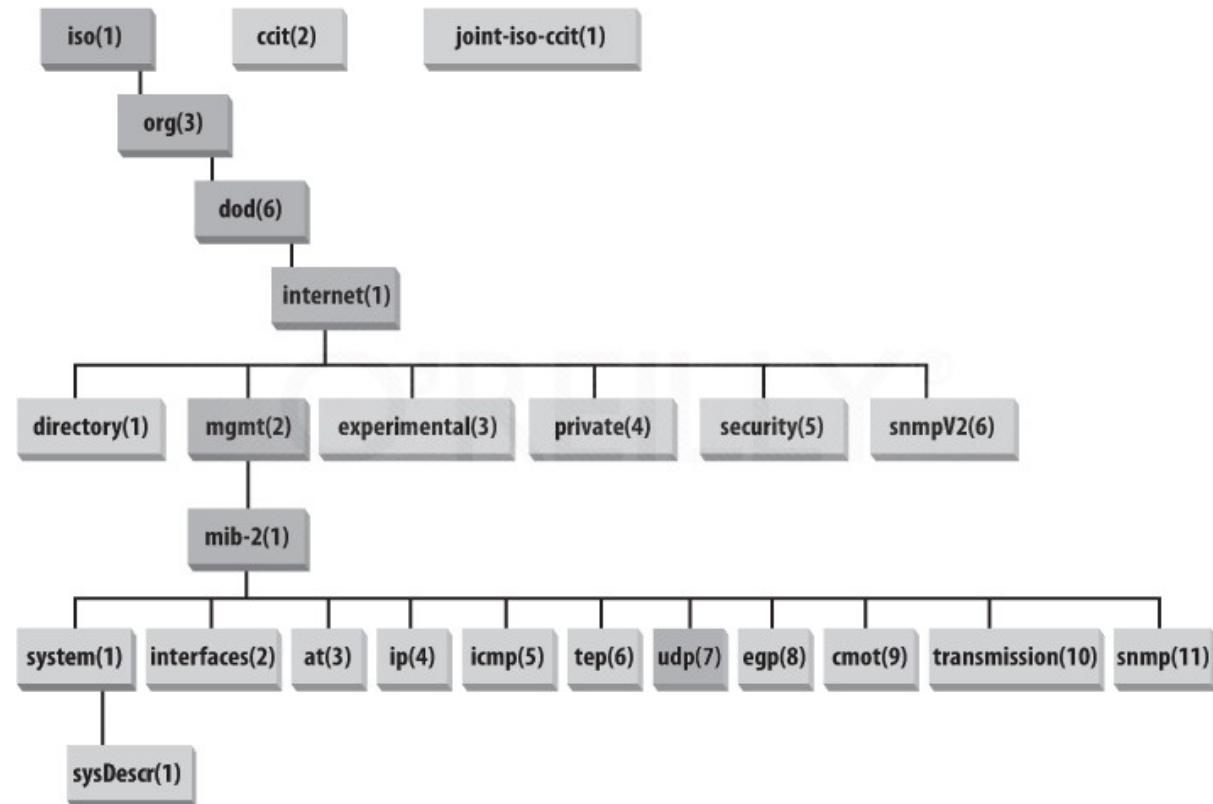 iso(1) ccit(2) joint-iso-ccit(1)
org(3)
dod(6)
internet(1)
directory(1) mgmt(2) experimental(3) private(4) security(5) snmpV2(6)
mib-2(1)
system(1) interfaces(2) at(3) ip(4) icmp(5) tep(6) udp(7) egp(8) cmot(9) transmission(10) snmp(11)
sysDescr(1)
O'REILLY®